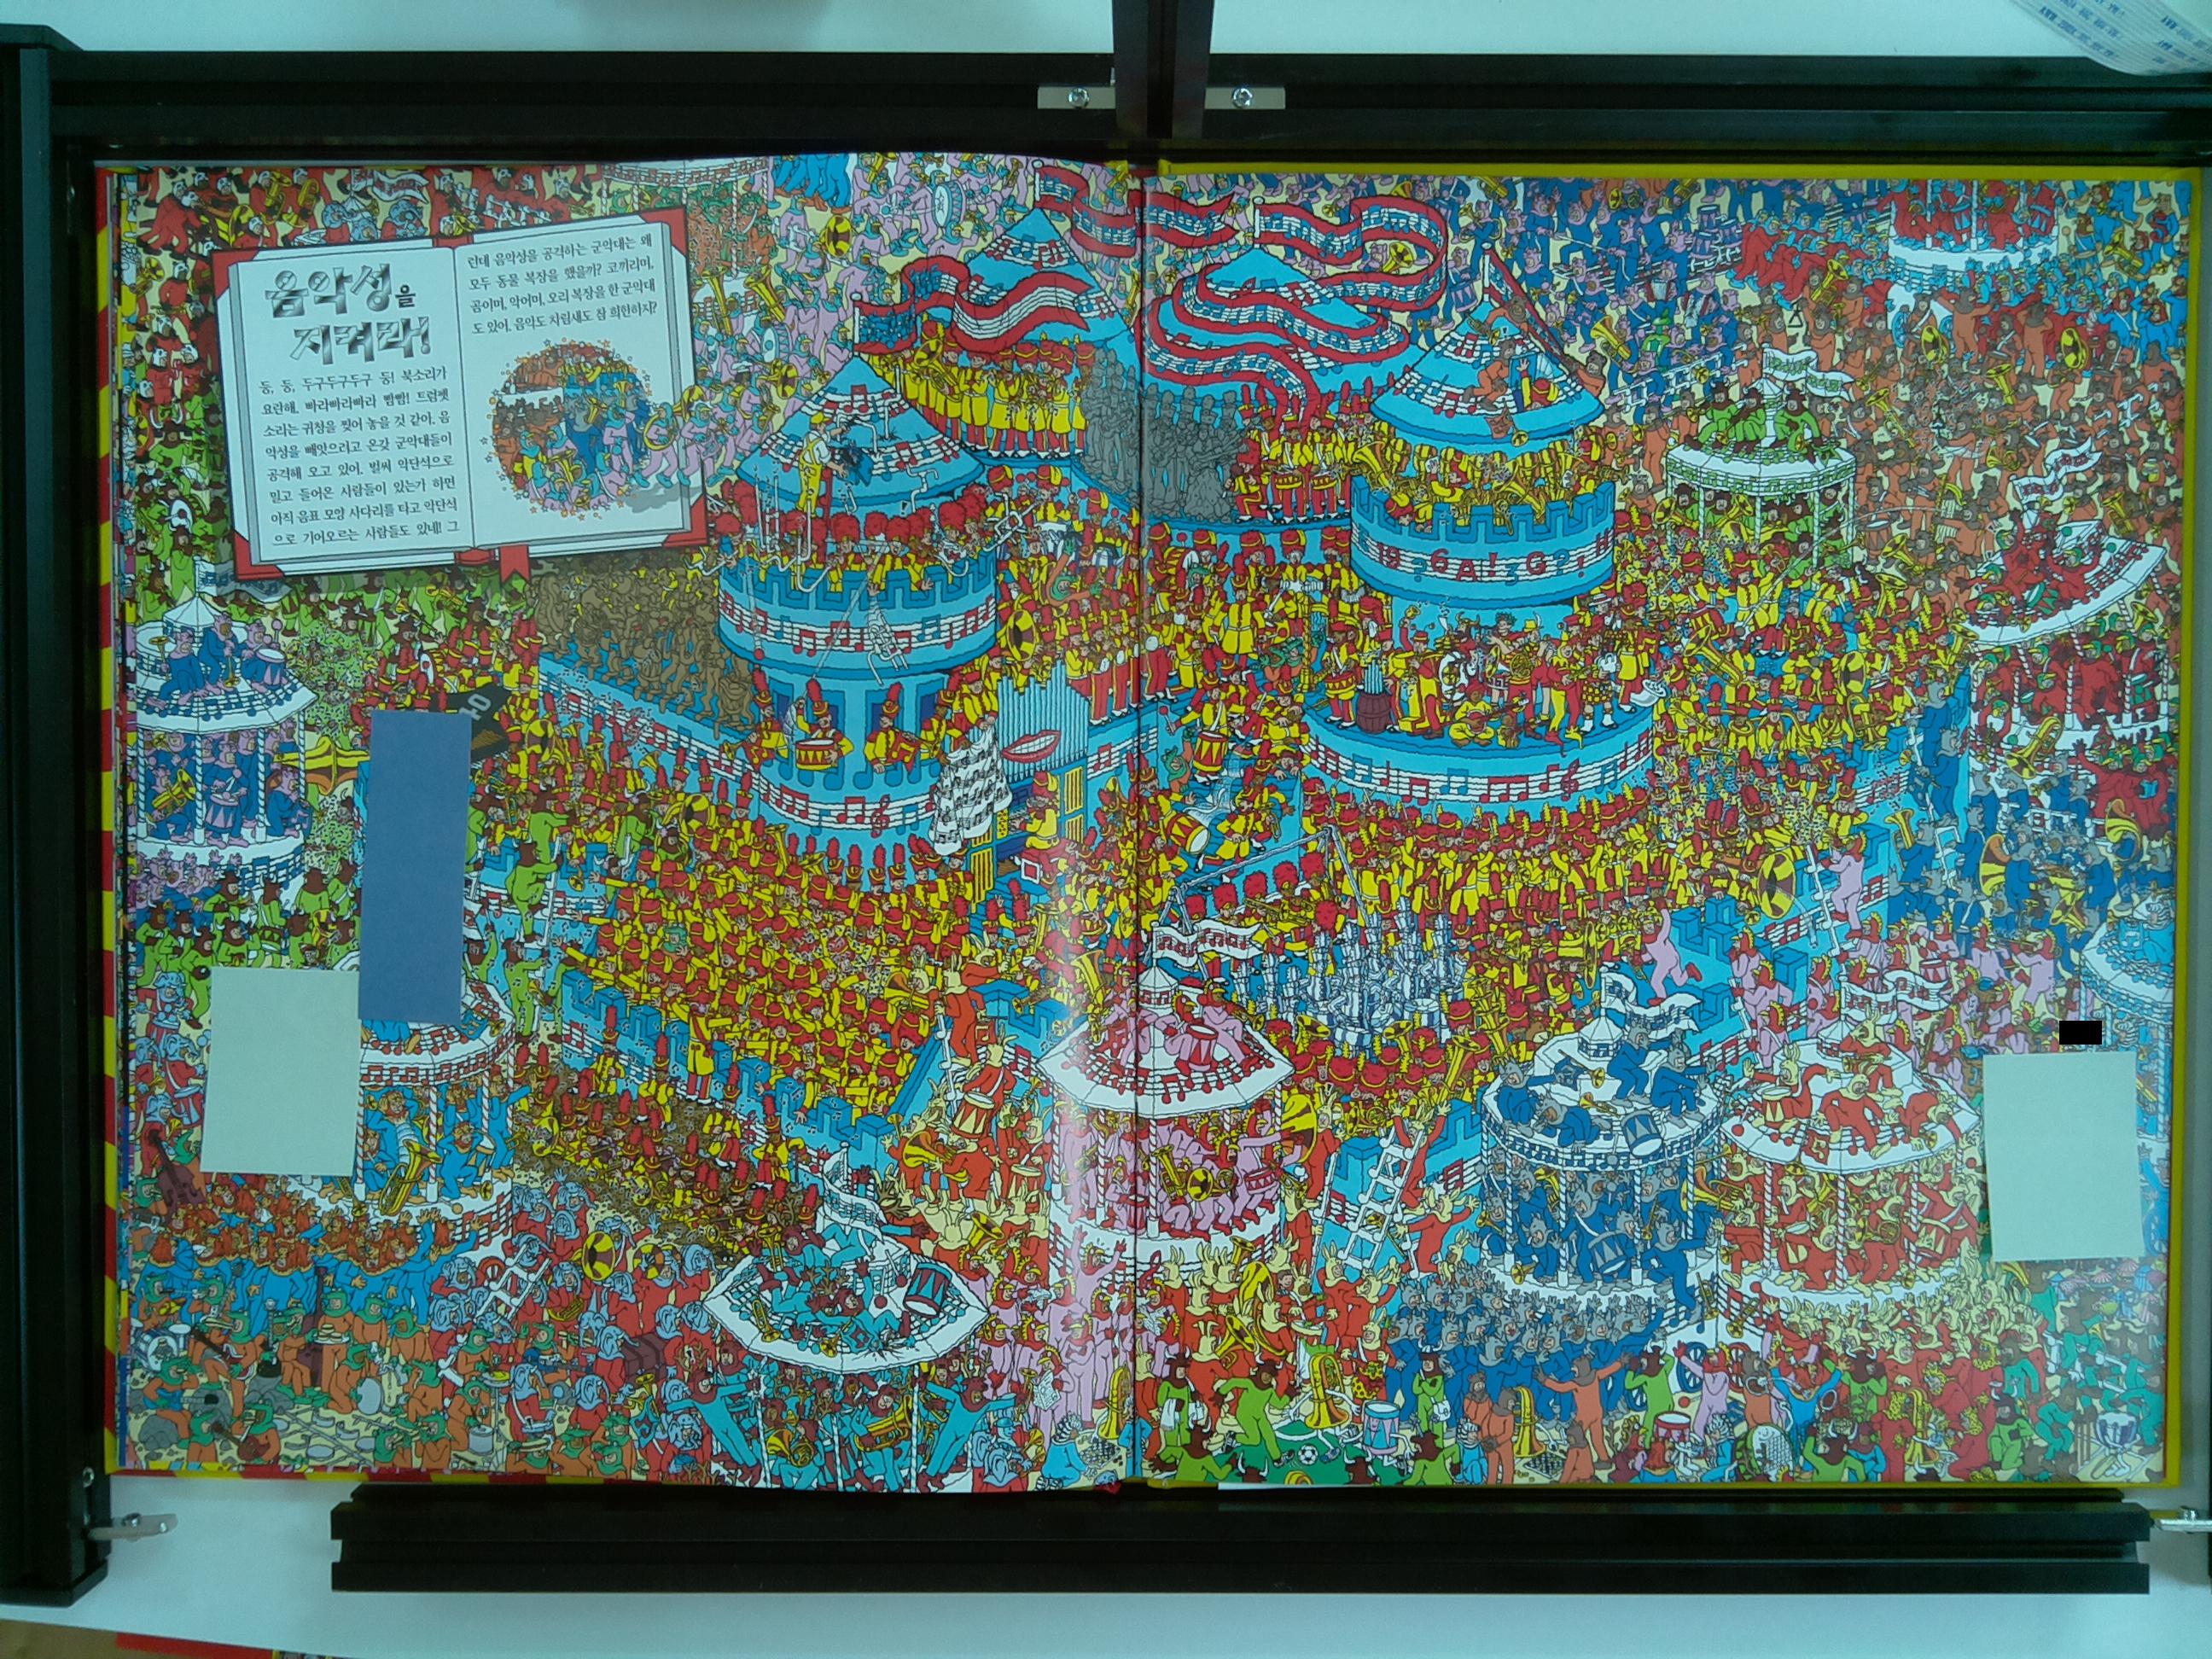 음악성을
지켜라!
둥, 둥, 두구두구두구 둥! 북소리가
요란해. 빠라빠라빠라 빰빰! 트럼펫
소리는 귀청을 찢어 놓을 것 같아. 음
악성을 빼앗으려고 온갖 군악대들이
공격해 오고 있어. 벌써 악단석으로
밀고 들어온 사람들이 있는가 하면
아직 음표 모양 사다리를 타고 악단석
으로 기어오르는 사람들도 있네! 그
런데 음악성을 공격하는 군악대는 왜
모두 동물 복장을 했을까? 코끼리며,
곰이며, 악어며, 오리 복장을 한 군악대
도 있어. 음악도 차림새도 참 희한하지?